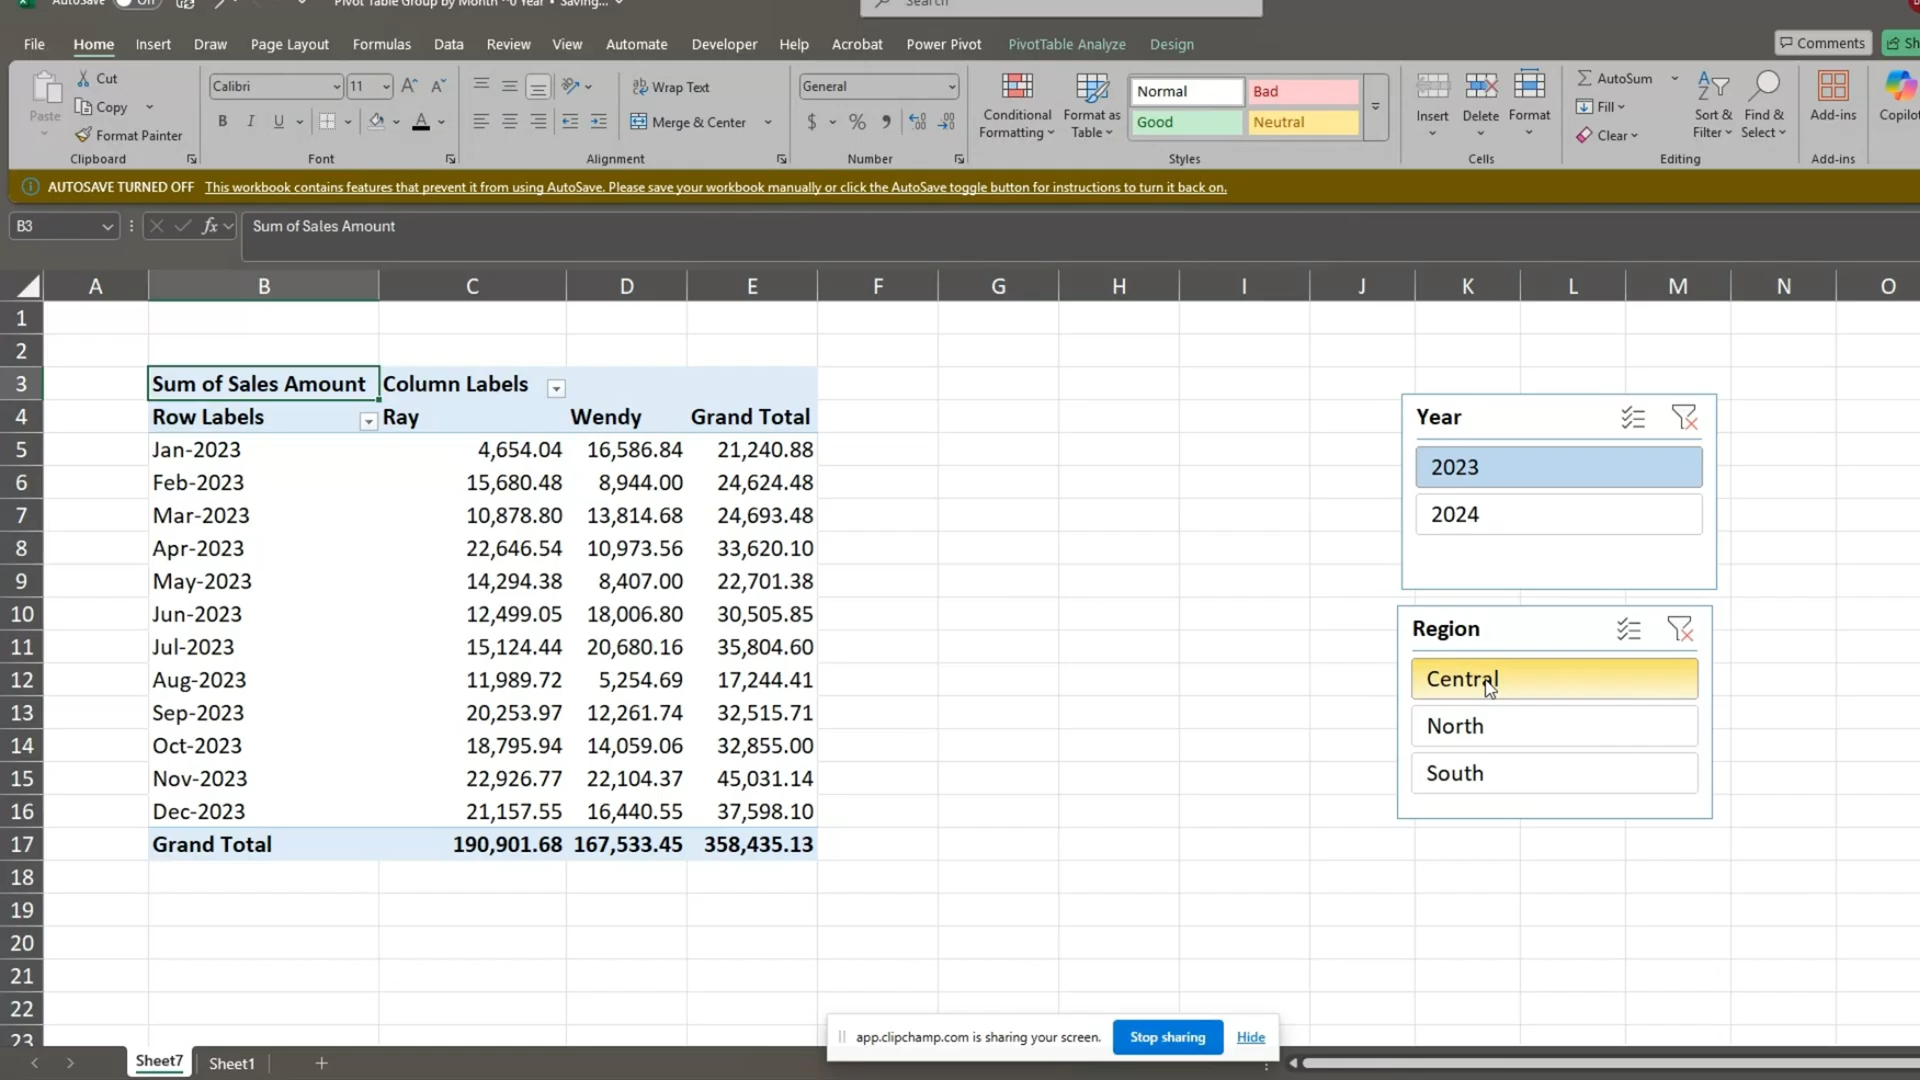 AutoSave Off Pivot Table Group by Month ^0 Year • Saving... Search
File Home Insert Draw Page Layout Formulas Data Review View Automate Developer Help Acrobat Power Pivot PivotTable Analyze Design Comments Sh
Paste Cut Copy Format Painter Clipboard
Calibri 11 B I U A Font
Wrap Text Merge & Center Alignment
General $ % Number
Conditional Formatting Format as Table Normal Bad Good Neutral Styles
Insert Delete Format Cells
AutoSum Fill Clear Sort & Filter Find & Select Editing
Add-ins Add-ins Copilot
AUTOSAVE TURNED OFF This workbook contains features that prevent it from using AutoSave. Please save your workbook manually or click the AutoSave toggle button for instructions to turn it back on.
B3 fx Sum of Sales Amount
A B C D E F G H I J K L M N O
1
2
3 Sum of Sales Amount Column Labels
4 Row Labels Ray Wendy Grand Total
5 Jan-2023 4,654.04 16,586.84 21,240.88
6 Feb-2023 15,680.48 8,944.00 24,624.48
7 Mar-2023 10,878.80 13,814.68 24,693.48
8 Apr-2023 22,646.54 10,973.56 33,620.10
9 May-2023 14,294.38 8,407.00 22,701.38
10 Jun-2023 12,499.05 18,006.80 30,505.85
11 Jul-2023 15,124.44 20,680.16 35,804.60
12 Aug-2023 11,989.72 5,254.69 17,244.41
13 Sep-2023 20,253.97 12,261.74 32,515.71
14 Oct-2023 18,795.94 14,059.06 32,855.00
15 Nov-2023 22,926.77 22,104.37 45,031.14
16 Dec-2023 21,157.55 16,440.55 37,598.10
17 Grand Total 190,901.68 167,533.45 358,435.13
18
19
20
21
22
23
Year
2023
2024
Region
Central
North
South
app.clipchamp.com is sharing your screen. Stop sharing Hide
Sheet7 Sheet1